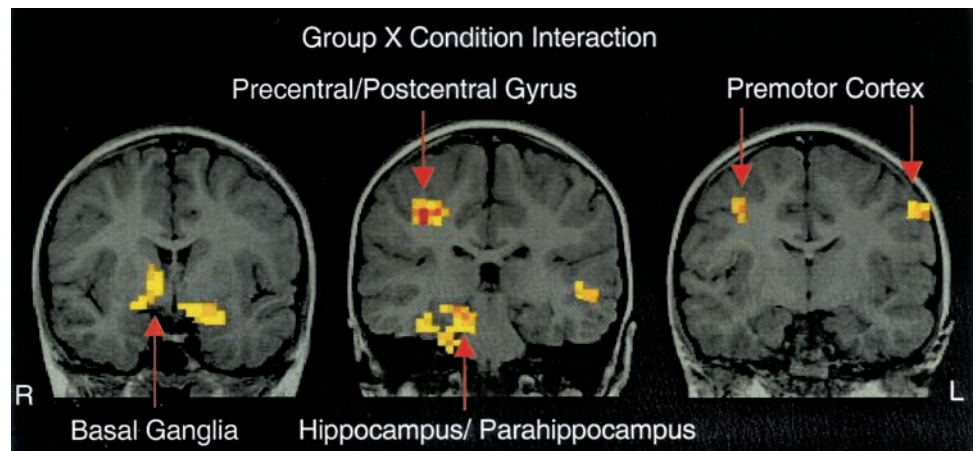 Group X Condition Interaction
Precentral/Postcentral Gyrus
Premotor Cortex
R
L
Basal Ganglia
Hippocampus/ Parahippocampus